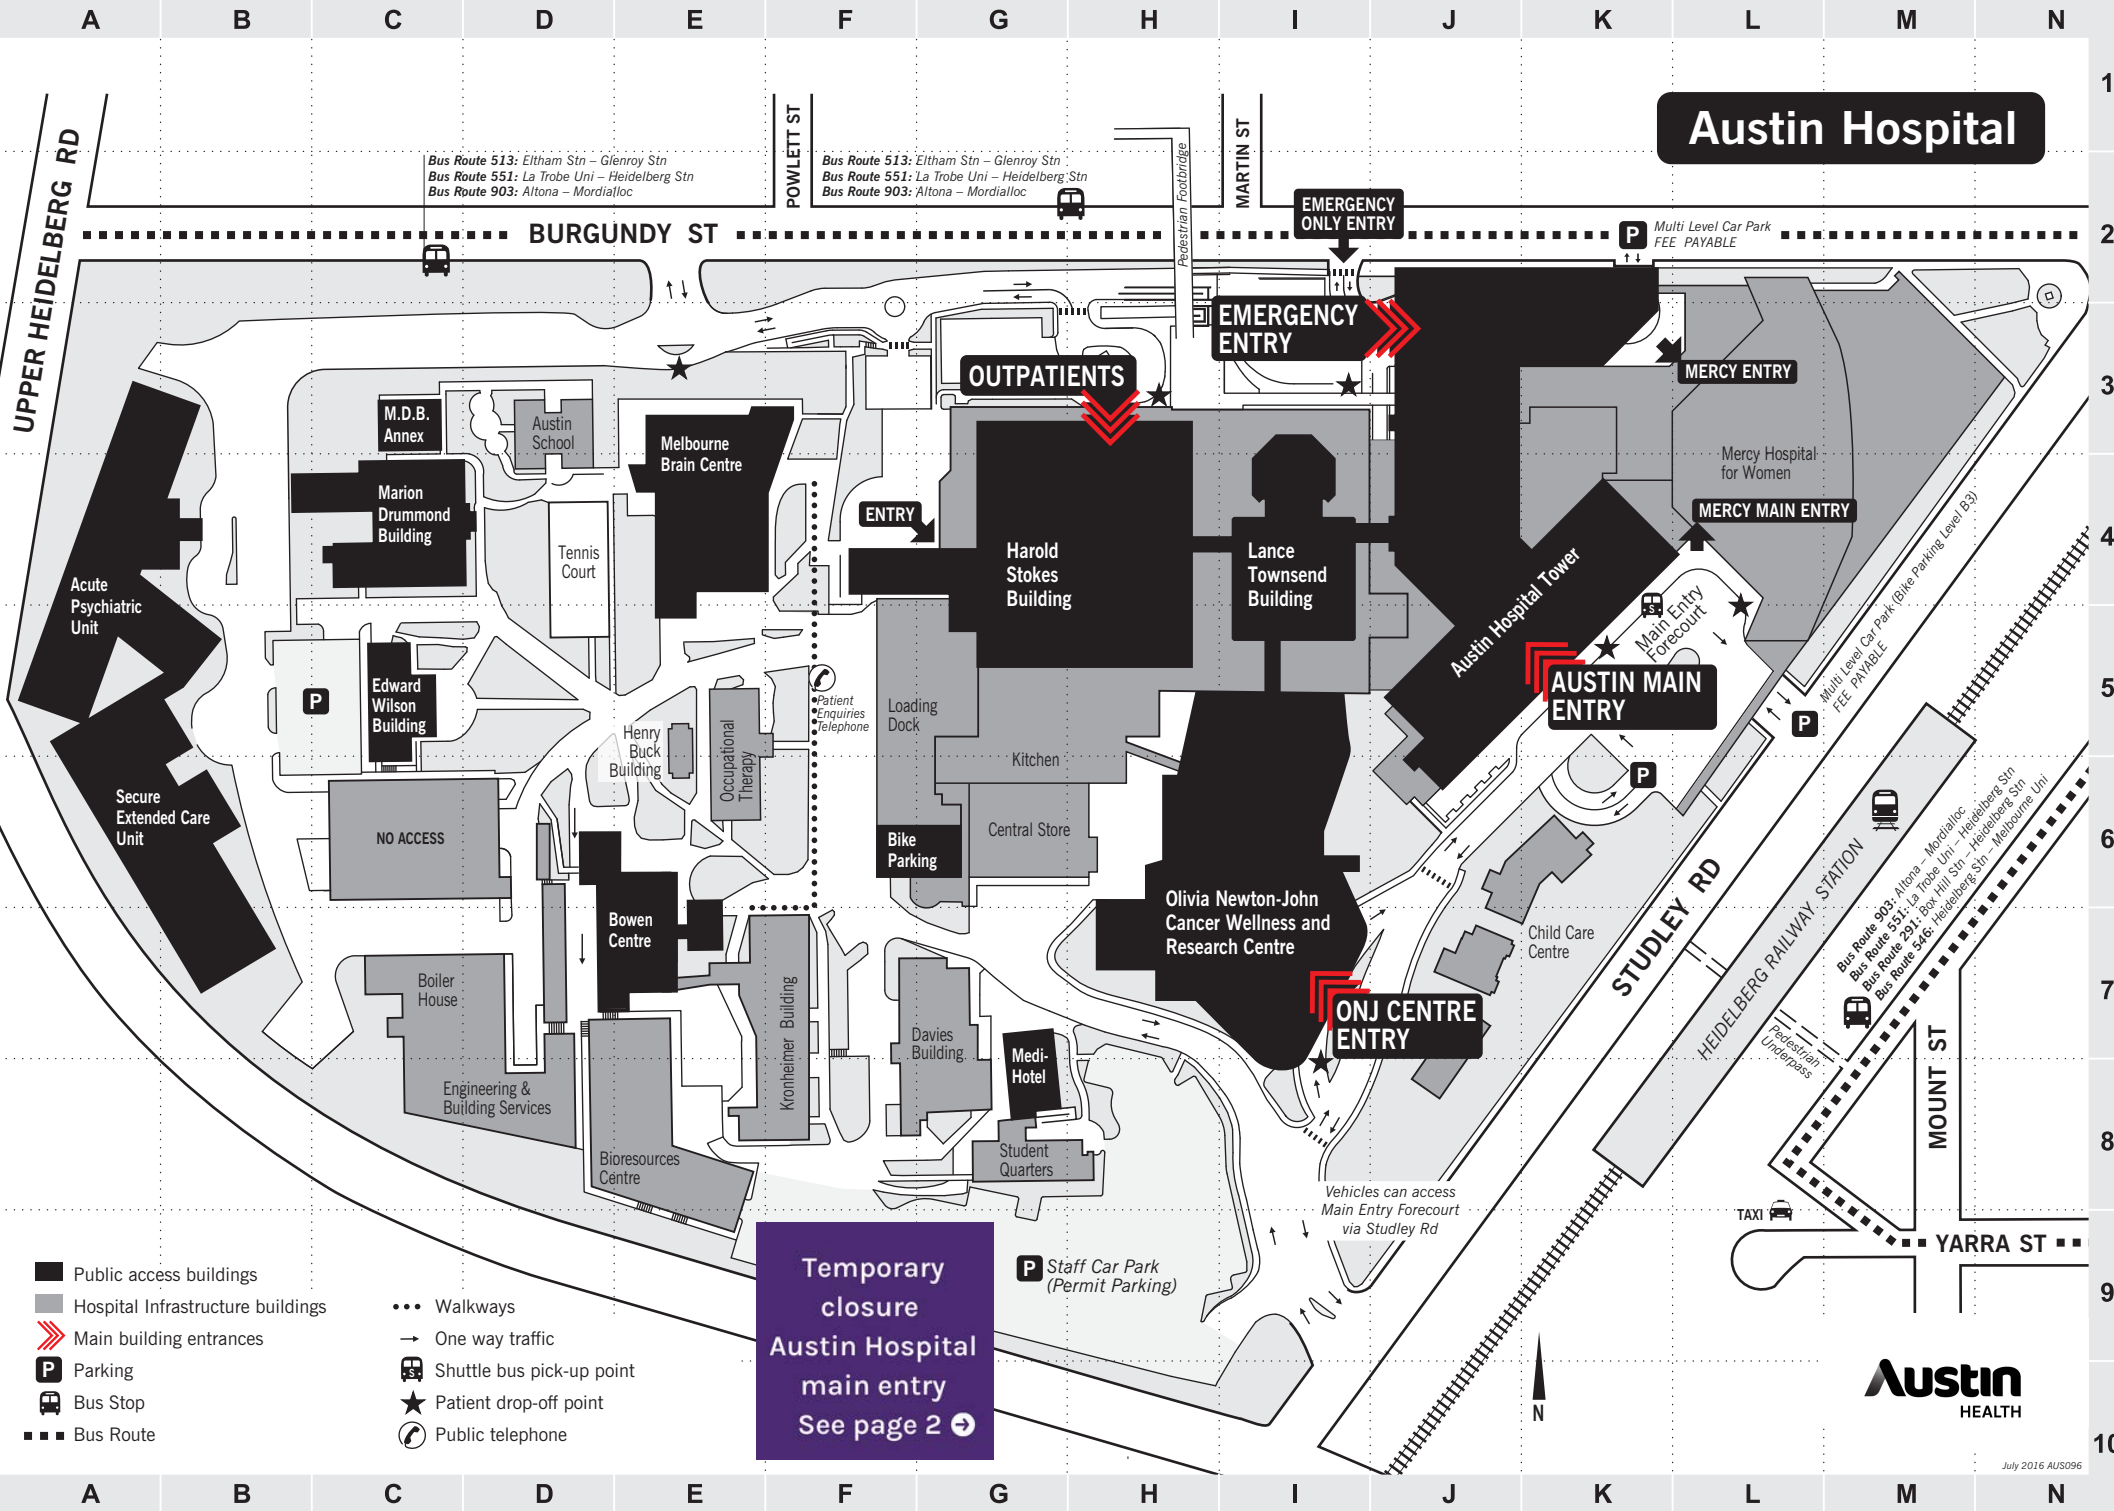 A B C D E F G H I J K L M N
1
2
3
4
5
6
7
8
9
10
Austin Hospital
UPPER HEIDELBERG RD
Bus Route 513: Eltham Stn – Glenroy Stn
Bus Route 551: La Trobe Uni – Heidelberg Stn
Bus Route 903: Altona – Mordialloc
POWLETT ST
Bus Route 513: Eltham Stn – Glenroy Stn
Bus Route 551: La Trobe Uni – Heidelberg Stn
Bus Route 903: Altona – Mordialloc
Pedestrian Footbridge
MARTIN ST
EMERGENCY
ONLY ENTRY
BURGUNDY ST
P
Multi Level Car Park
FEE PAYABLE
EMERGENCY
ENTRY
OUTPATIENTS
MERCY ENTRY
M.D.B.
Annex
Austin
School
Melbourne
Brain Centre
Mercy Hospital
for Women
Marion
Drummond
Building
ENTRY
MERCY MAIN ENTRY
Tennis
Court
Harold
Stokes
Building
Lance
Townsend
Building
Austin Hospital Tower
Acute
Psychiatric
Unit
S
Main Entry
Forecourt
Multi Level Car Park (Bike Parking Level B3)
FEE PAYABLE
P
P
Edward
Wilson
Building
Patient
Enquiries
Telephone
Loading
Dock
AUSTIN MAIN
ENTRY
Henry
Buck
Building
Occupational
Therapy
Kitchen
P
Secure
Extended Care
Unit
NO ACCESS
Bike
Parking
Central Store
Olivia Newton-John
Cancer Wellness and
Research Centre
Bowen
Centre
Child Care
Centre
STUDLEY RD
HEIDELBERG RAILWAY STATION
Bus Route 903: Altona – Mordialloc
Bus Route 551: La Trobe Uni – Heidelberg Stn
Bus Route 291: Box Hill Stn – Heidelberg Stn
Bus Route 546: Heidelberg Stn – Melbourne Uni
Boiler
House
Kronheimer Building
Davies
Building
Medi-
Hotel
ONJ CENTRE
ENTRY
Pedestrian
Underpass
MOUNT ST
Engineering &
Building Services
Bioresources
Centre
Student
Quarters
Vehicles can access
Main Entry Forecourt
via Studley Rd
TAXI
YARRA ST
P
Staff Car Park
(Permit Parking)
Temporary
closure
Austin Hospital
main entry
See page 2
Public access buildings
Hospital Infrastructure buildings
Main building entrances
P Parking
Bus Stop
Bus Route
Walkways
One way traffic
S Shuttle bus pick-up point
Patient drop-off point
Public telephone
N
Austin
HEALTH
July 2016 AUS096
A B C D E F G H I J K L M N